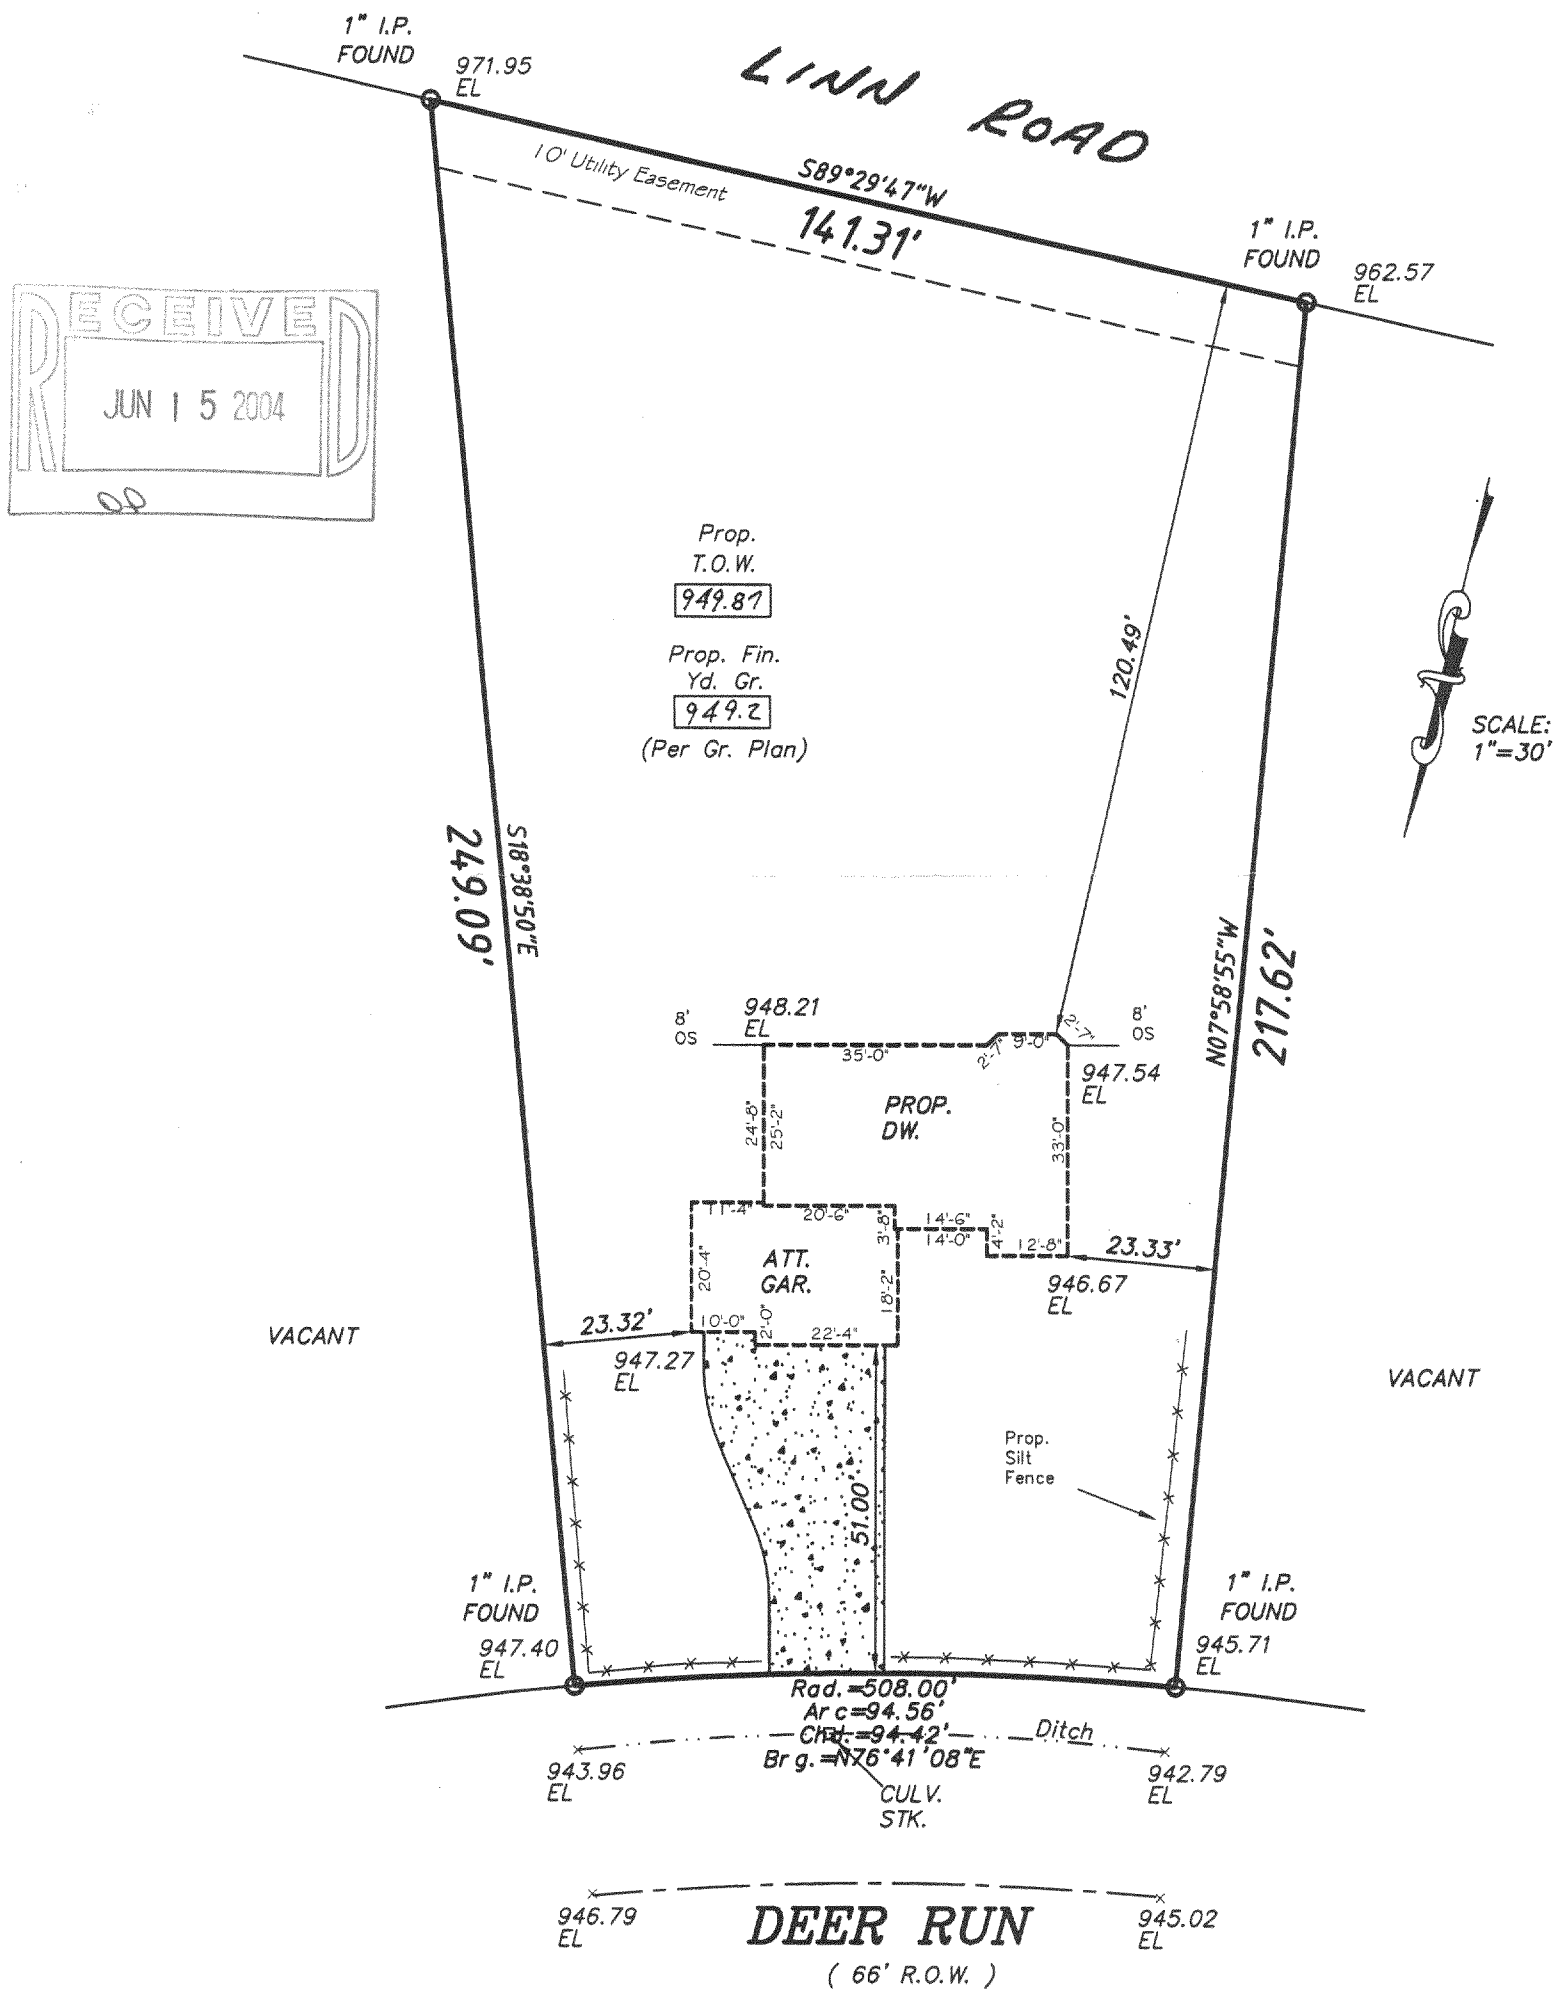 1" I.P.
FOUND
971.95
EL
LINN ROAD
10' Utility Easement
S89°29'47"W
141.31'
1" I.P.
FOUND
962.57
EL
RECEIVED
JUN 15 2004
Prop.
T.O.W.
949.87
Prop. Fin.
Yd. Gr.
949.2
(Per Gr. Plan)
120.49'
SCALE:
1"=30'
S18°38'50"E
249.09'
N07°58'55"W
217.62'
8'
OS
948.21
EL
8'
OS
35'-0"
2'-7"
9'-0"
2'-7"
947.54
EL
PROP.
DW.
24'-8"
25'-2"
33'-0"
11'-4"
20'-6"
3'-8"
14'-6"
14'-0"
4'-2"
12'-8"
23.33'
946.67
EL
ATT.
GAR.
20'-4"
18'-2"
10'-0"
2'-0"
22'-4"
23.32'
947.27
EL
VACANT
VACANT
Prop.
Silt
Fence
51.00'
1" I.P.
FOUND
947.40
EL
1" I.P.
FOUND
945.71
EL
Rad.=508.00'
Arc=94.56'
Chd.=94.42'
Brg.=N76°41'08"E
Ditch
943.96
EL
942.79
EL
CULV.
STK.
946.79
EL
945.02
EL
DEER RUN
( 66' R.O.W. )